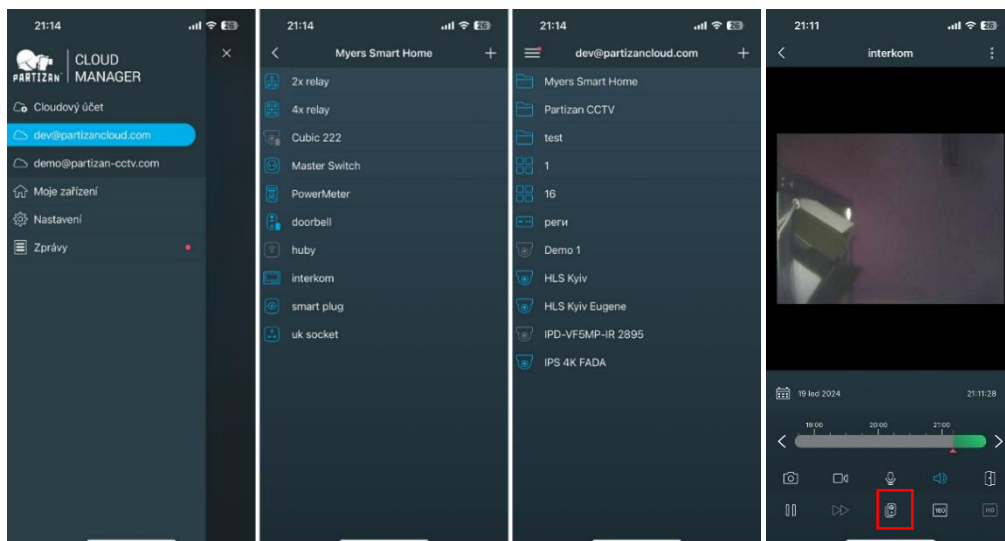 21:14
26
PARTIZAN
CLOUD
MANAGER
Cloudový účet
dev@partizancloud.com
demo@partizan-cctv.com
Moje zařízení
Nastavení
Zprávy
21:14
26
Myers Smart Home
2x relay
4x relay
Cubic 222
Master Switch
PowerMeter
doorbell
huby
interkom
smart plug
uk socket
21:14
26
dev@partizancloud.com
Myers Smart Home
Partizan CCTV
test
1
16
реги
Demo 1
HLS Kyiv
HLS Kyiv Eugene
IPD-VF5MP-IR 2895
IPS 4K FADA
21:11
26
interkom
19 led 2024
21:11:28
19:00 20:00 21:00
180
HD